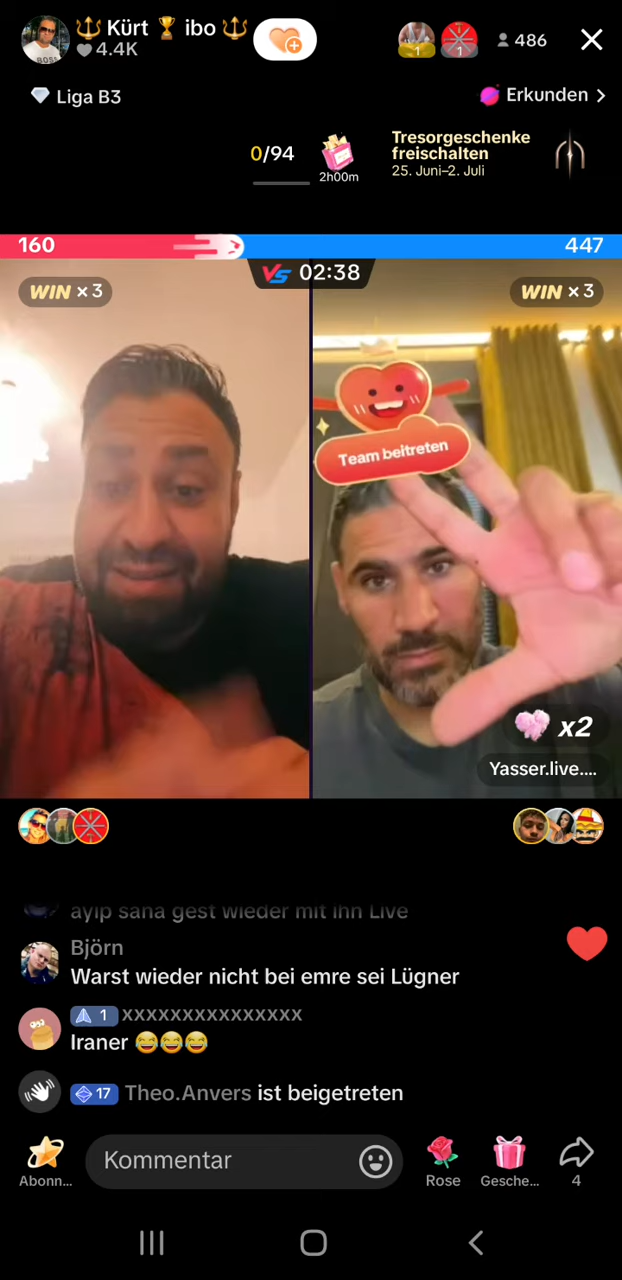 🔱 Kürt 🏆 ibo 🔱
4.4K
1
1
486
Liga B3
Erkunden >
0/94
2h00m
Tresorgeschenke
freischalten
25. Juni–2. Juli
160
447
VS 02:38
WIN × 3
WIN × 3
Team beitreten
x2
Yasser.live....
ayip sana gest wieder mit ihn Live
Björn
Warst wieder nicht bei emre sei Lügner
1 xxxxxxxxxxxxxxx
Iraner 😂😂😂
17 Theo.Anvers ist beigetreten
Abonn...
Kommentar
Rose
Gesche...
4